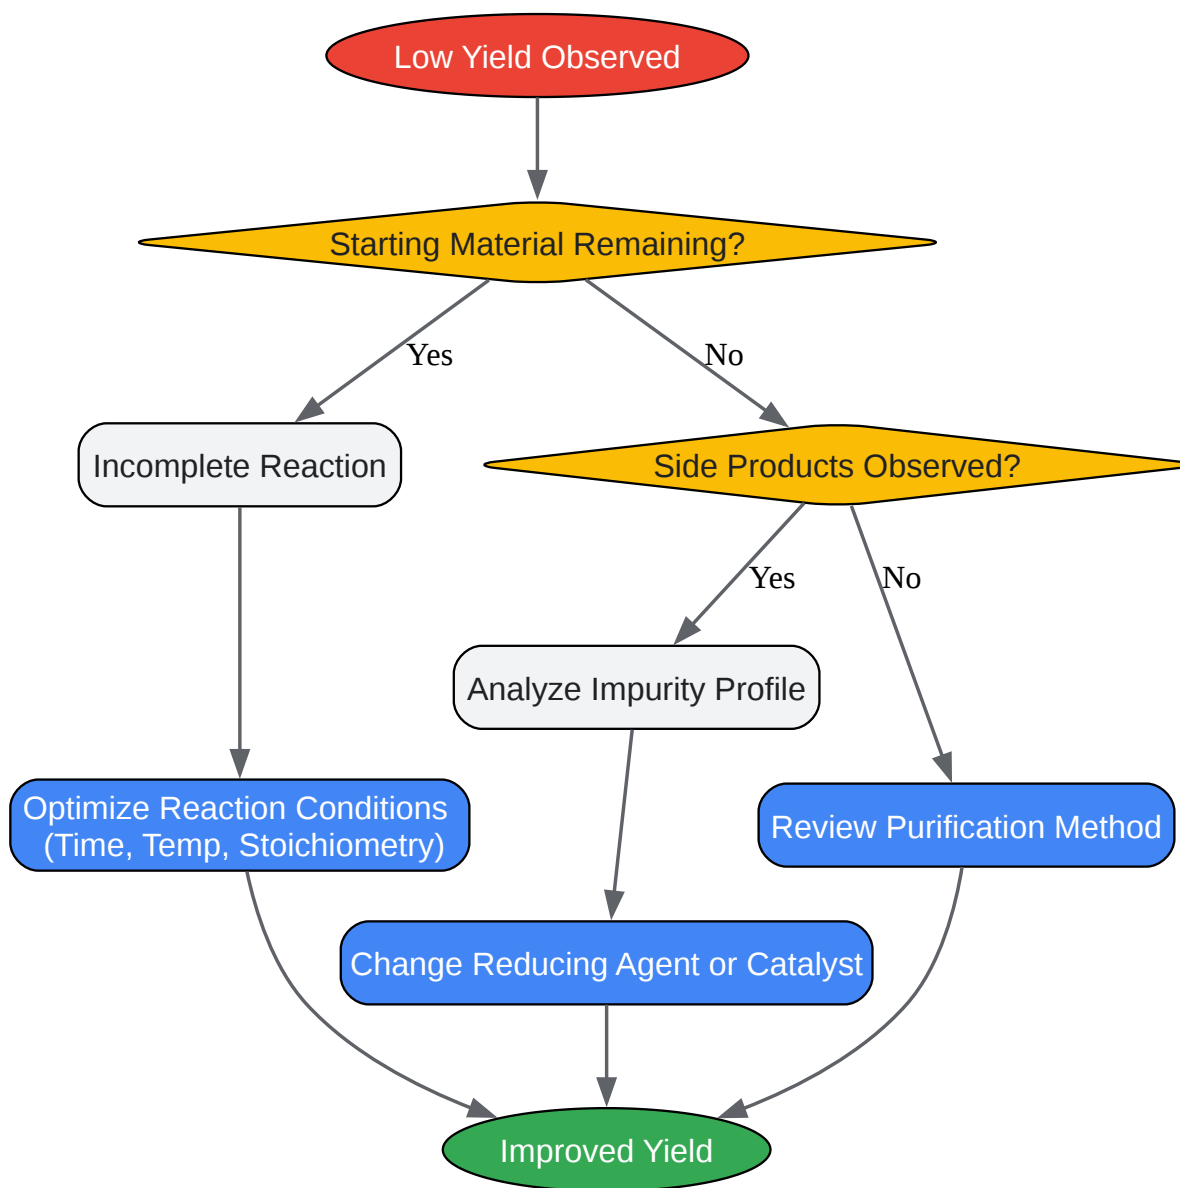 Low Yield Observed
Starting Material Remaining?
Yes
No
Incomplete Reaction
Side Products Observed?
Yes
No
Analyze Impurity Profile
Optimize Reaction Conditions
(Time, Temp, Stoichiometry)
Review Purification Method
Change Reducing Agent or Catalyst
Improved Yield